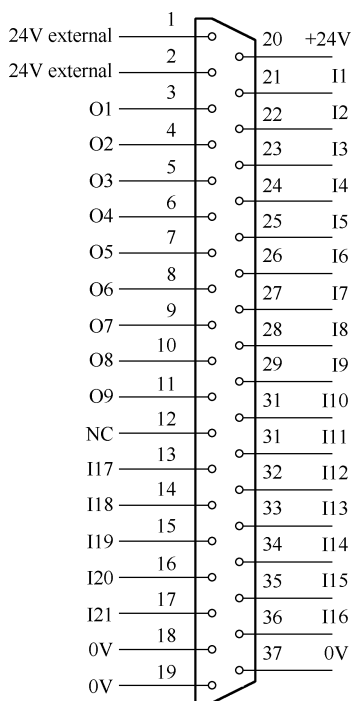 1
24V external
20 +24V
2
24V external
21 I1
3
O1
22 I2
4
O2
23 I3
5
O3
24 I4
6
O4
25 I5
7
O5
26 I6
8
O6
27 I7
9
O7
28 I8
10
O8
29 I9
11
O9
31 I10
12
NC
31 I11
13
I17
32 I12
14
I18
33 I13
15
I19
34 I14
16
I20
35 I15
17
I21
36 I16
18
0V
37 0V
19
0V